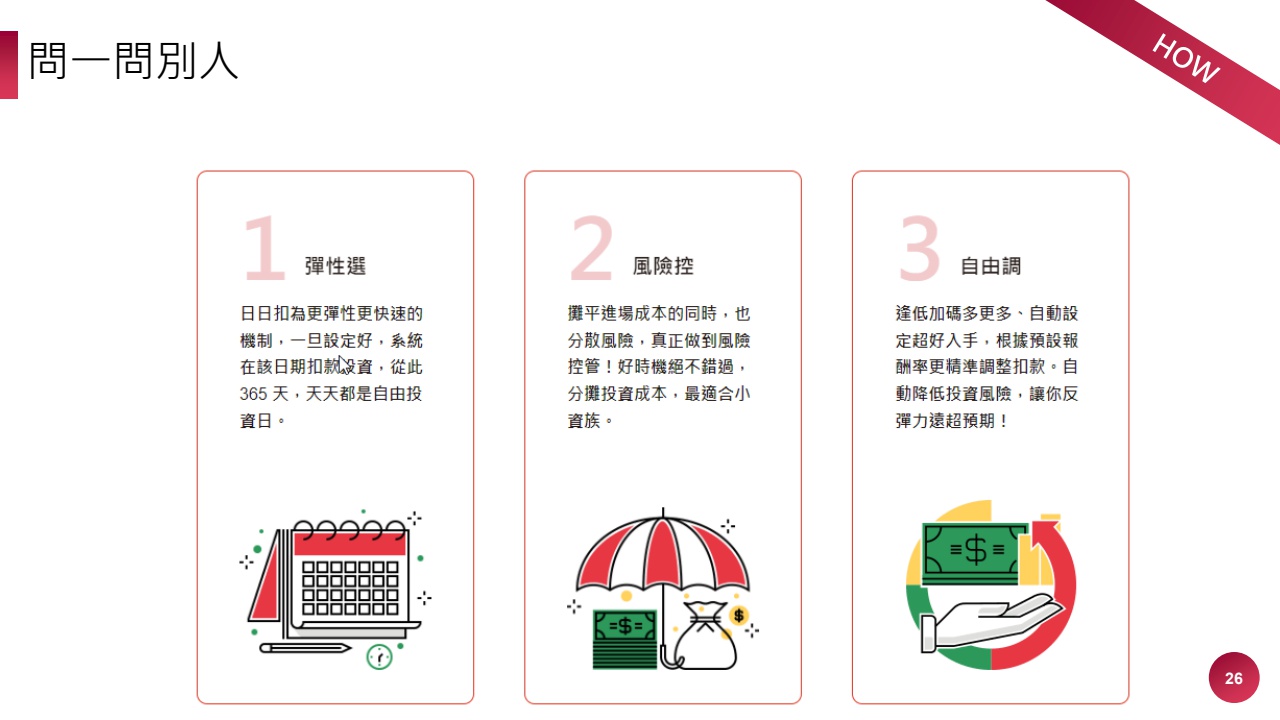 問一問別人
HOW
1
彈性選
日日扣為更彈性更快速的
機制，一旦設定好，系統
在該日期扣款投資，從此
365 天，天天都是自由投
資日。
2
風險控
攤平進場成本的同時，也
分散風險，真正做到風險
控管！好時機絕不錯過，
分攤投資成本，最適合小
資族。
3
自由調
逢低加碼多更多、自動設
定超好入手，根據預設報
酬率更精準調整扣款。自
動降低投資風險，讓你反
彈力遠超預期！
26